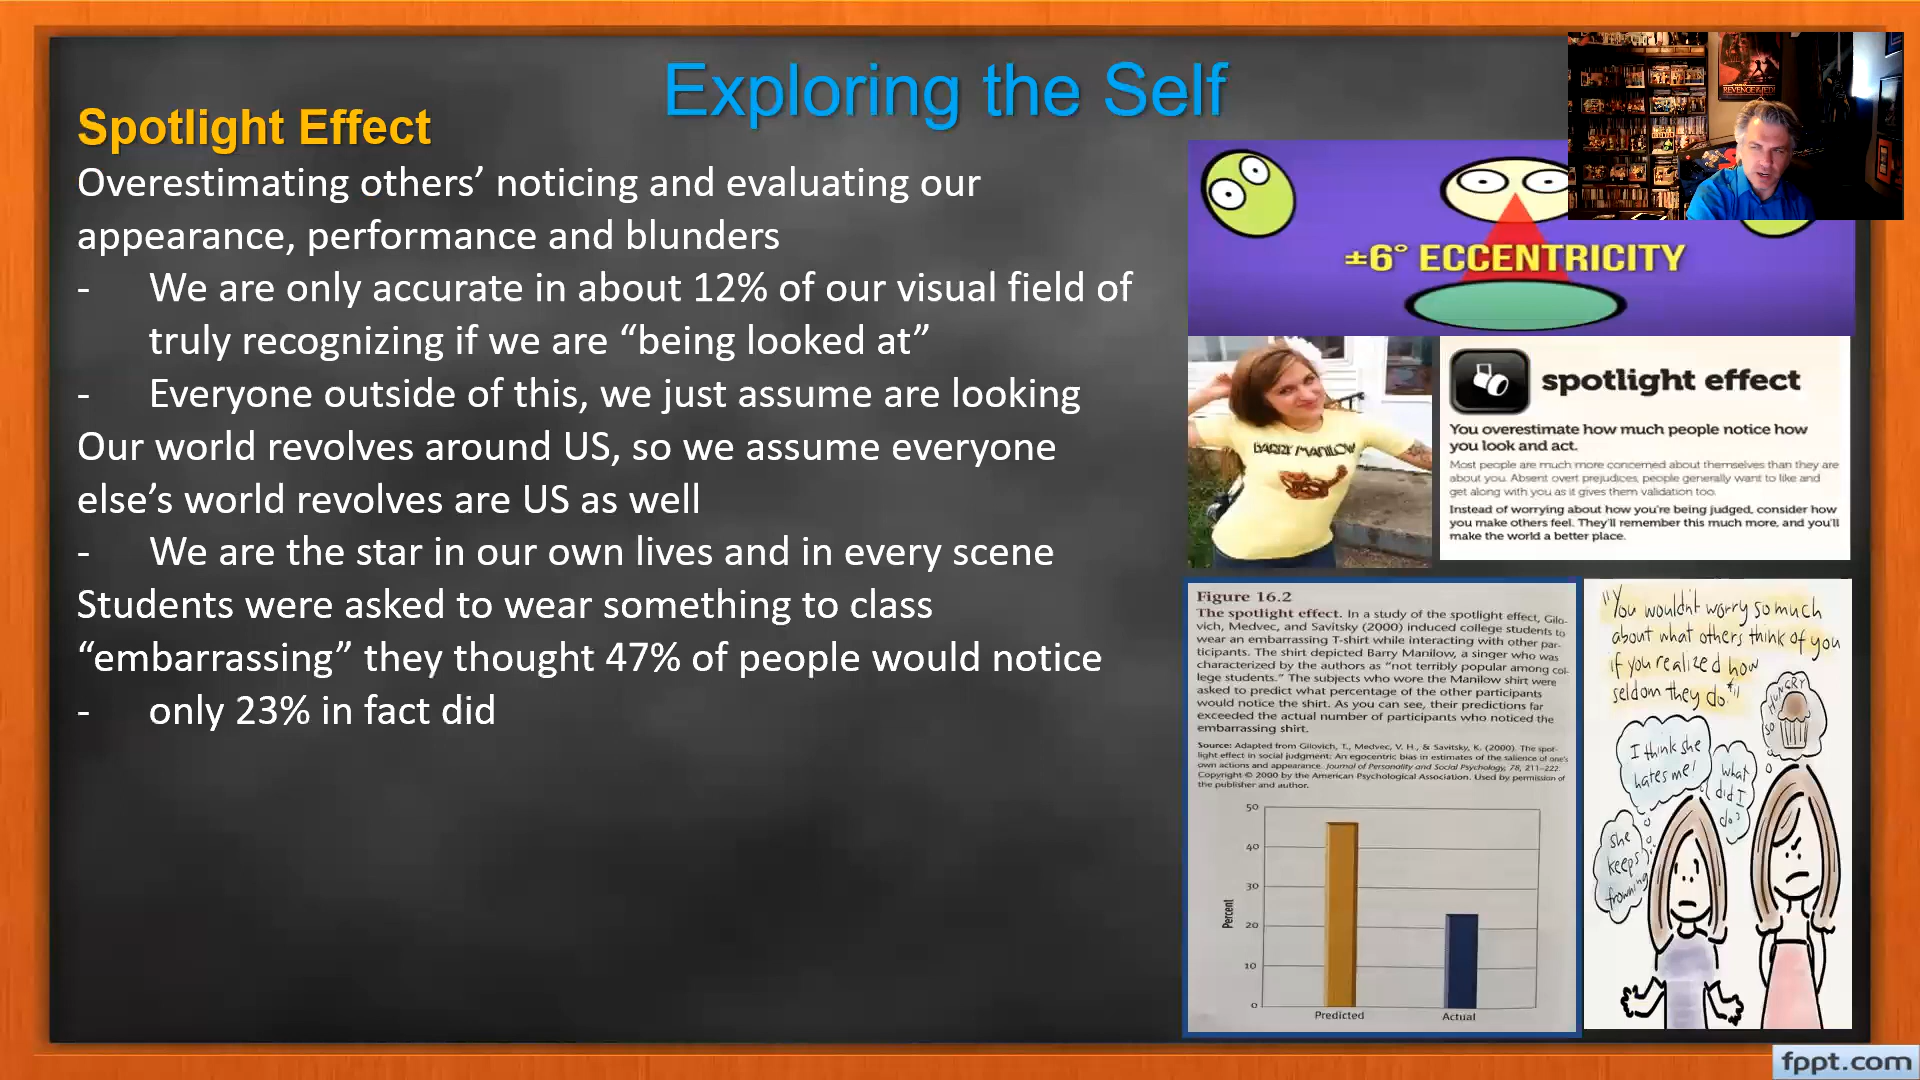 Exploring the Self
Spotlight Effect
Overestimating others’ noticing and evaluating our
appearance, performance and blunders
- We are only accurate in about 12% of our visual field of
truly recognizing if we are “being looked at”
- Everyone outside of this, we just assume are looking
Our world revolves around US, so we assume everyone
else’s world revolves are US as well
- We are the star in our own lives and in every scene
Students were asked to wear something to class
“embarrassing” they thought 47% of people would notice
- only 23% in fact did
REVENGE OF THE JEDI
±6° ECCENTRICITY
BARRY MANILOW
spotlight effect
You overestimate how much people notice how
you look and act.
Most people are much more concerned about themselves than they are
about you. Absent overt prejudices, people generally want to like and
get along with you as it gives them validation too.
Instead of worrying about how you're being judged, consider how
you make others feel. They'll remember this much more, and you'll
make the world a better place.
Figure 16.2
The spotlight effect. In a study of the spotlight effect, Gilo-
vich, Medvec, and Savitsky (2000) induced college students to
wear an embarrassing T-shirt while interacting with other par-
ticipants. The shirt depicted Barry Manilow, a singer who was
characterized by the authors as “not terribly popular among col-
lege students.” The subjects who wore the Manilow shirt were
asked to predict what percentage of the other participants
would notice the shirt. As you can see, their predictions far
exceeded the actual number of participants who noticed the
embarrassing shirt.
Source: Adapted from Gilovich, T., Medvec, V. H., & Savitsky, K. (2000). The spot-
light effect in social judgment: An egocentric bias in estimates of the salience of one's
own actions and appearance. Journal of Personality and Social Psychology, 78, 211–222.
Copyright © 2000 by the American Psychological Association. Used by permission of
the publisher and author.
50
40
30
20
10
0
Percent
Predicted
Actual
"You wouldn't worry so much
about what others think of you
if you realized how
seldom they do."
SO HUNGRY
I think she
hates me!
what
did I
do?
she
keeps
frowning
fppt.com